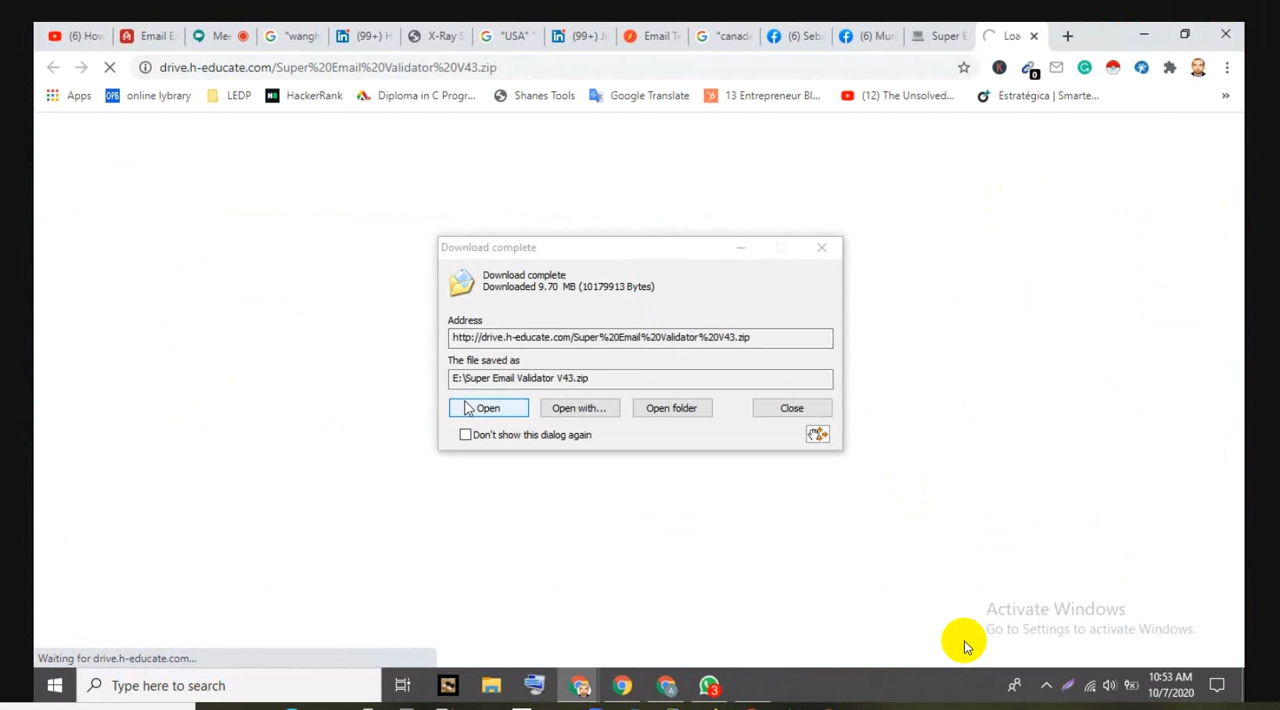 (6) How
Email E
Me
"wangh
(99+) H
X-Ray S
"USA" "
(99+) Ji
Email Te
"canada
(6) Seba
(6) Mur
Super E
Loa
drive.h-educate.com/Super%20Email%20Validator%20V43.zip
0
Apps
online lybrary
LEDP
HackerRank
Diploma in C Progr...
Shanes Tools
Google Translate
13 Entrepreneur Bl...
(12) The Unsolved...
Estratégica | Smarte...
»
Download complete
Download complete
Downloaded 9.70 MB (10179913 Bytes)
Address
http://drive.h-educate.com/Super%20Email%20Validator%20V43.zip
The file saved as
E:\Super Email Validator V43.zip
Open
Open with...
Open folder
Close
Don't show this dialog again
Activate Windows
Go to Settings to activate Windows.
Waiting for drive.h-educate.com...
Type here to search
3
10:53 AM
10/7/2020